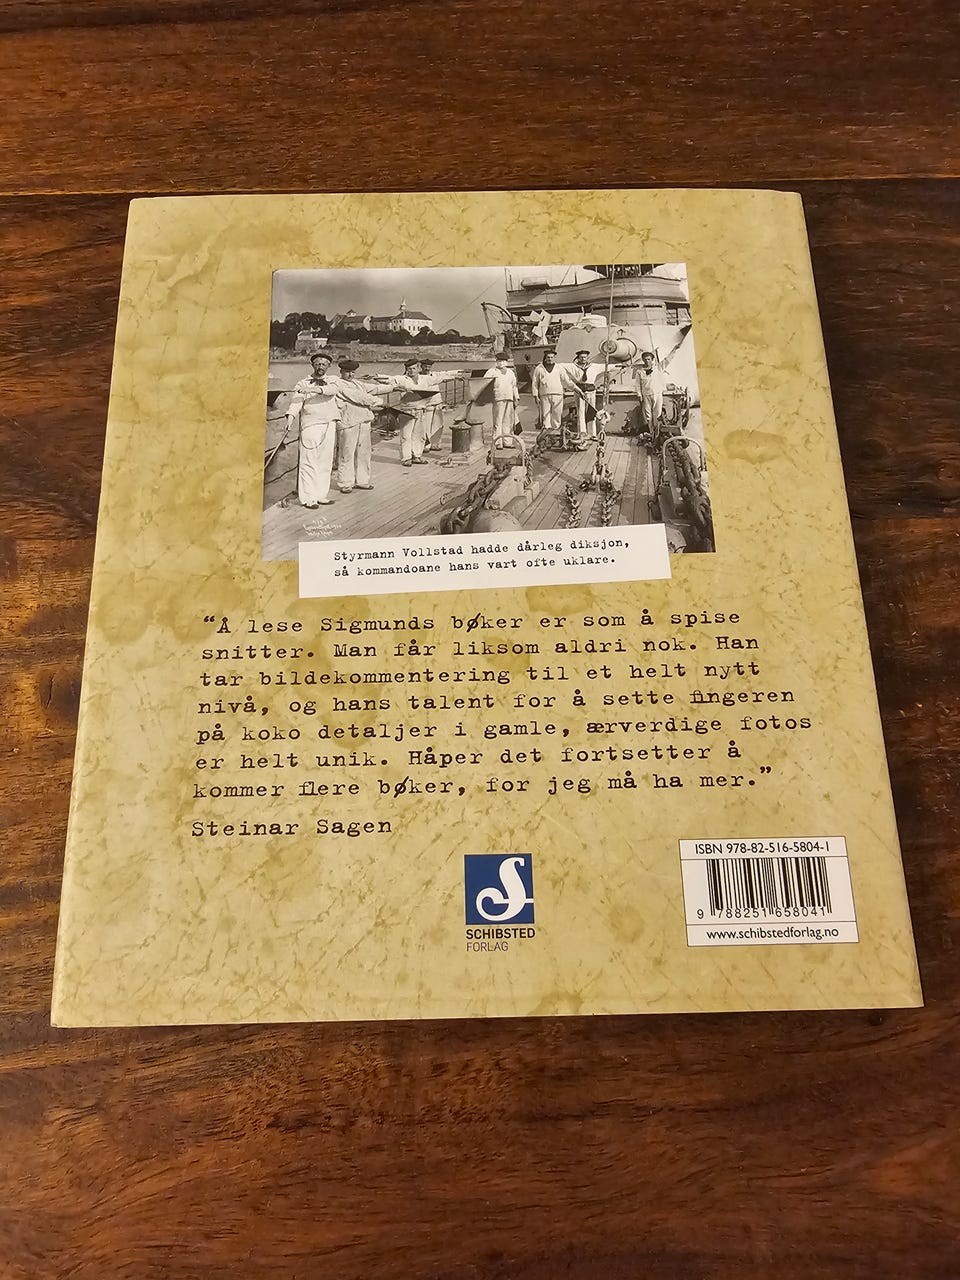 Styrmann Vollstad hadde dårleg diksjon,
så kommandoane hans vart ofte uklare.
“Å lese Sigmunds bøker er som å spise
snitter. Man får liksom aldri nok. Han
tar bildekommentering til et helt nytt
nivå, og hans talent for å sette fingeren
på koko detaljer i gamle, ærverdige fotos
er helt unik. Håper det fortsetter å
kommer flere bøker, for jeg må ha mer.”
Steinar Sagen
S
SCHIBSTED
FORLAG
ISBN 978-82-516-5804-1
9 788251 658041
www.schibstedforlag.no